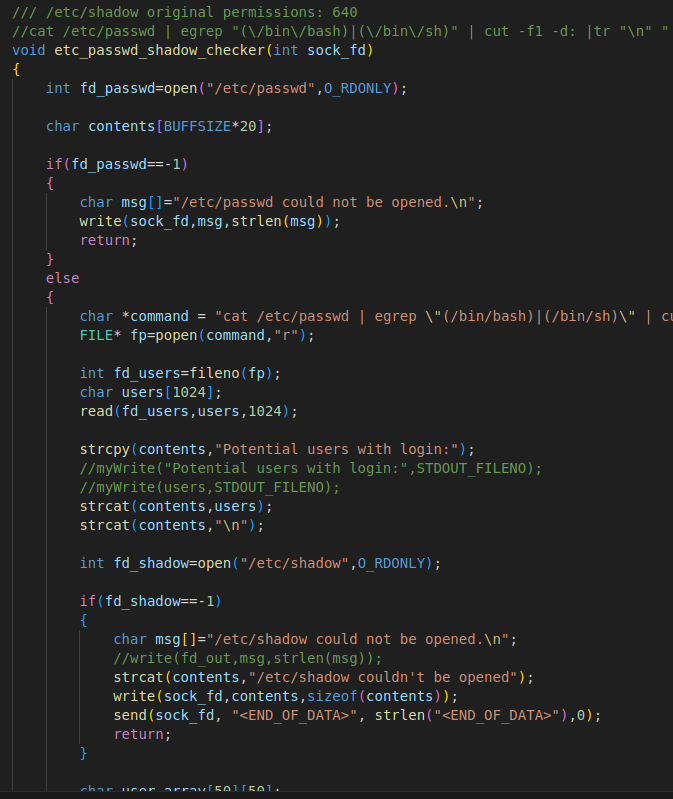 /// /etc/shadow original permissions: 640
//cat /etc/passwd | egrep "(\/bin\/bash)|(\/bin\/sh)" | cut -f1 -d: |tr "\n" "
void etc_passwd_shadow_checker(int sock_fd)
{
    int fd_passwd=open("/etc/passwd",O_RDONLY);

    char contents[BUFFSIZE*20];

    if(fd_passwd==-1)
    {
        char msg[]="/etc/passwd could not be opened.\n";
        write(sock_fd,msg,strlen(msg));
        return;
    }
    else
    {
        char *command = "cat /etc/passwd | egrep \"(/bin/bash)|(/bin/sh)\" | cu
        FILE* fp=popen(command,"r");

        int fd_users=fileno(fp);
        char users[1024];
        read(fd_users,users,1024);

        strcpy(contents,"Potential users with login:");
        //myWrite("Potential users with login:",STDOUT_FILENO);
        //myWrite(users,STDOUT_FILENO);
        strcat(contents,users);
        strcat(contents,"\n");

        int fd_shadow=open("/etc/shadow",O_RDONLY);

        if(fd_shadow==-1)
        {
            char msg[]="/etc/shadow could not be opened.\n";
            //write(fd_out,msg,strlen(msg));
            strcat(contents,"/etc/shadow couldn't be opened");
            write(sock_fd,contents,sizeof(contents));
            send(sock_fd, "<END_OF_DATA>", strlen("<END_OF_DATA>"),0);
            return;
        }

        char user_array[50][50];